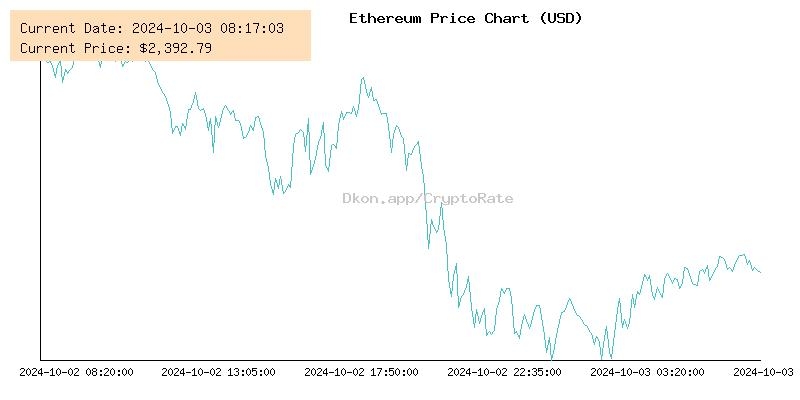 Ethereum Price Chart (USD)
Current Date: 2024-10-03 08:17:03
Current Price: $2,392.79
Dkon.app/CryptoRate
2024-10-02 08:20:00 2024-10-02 13:05:00 2024-10-02 17:50:00 2024-10-02 22:35:00 2024-10-03 03:20:00 2024-10-03